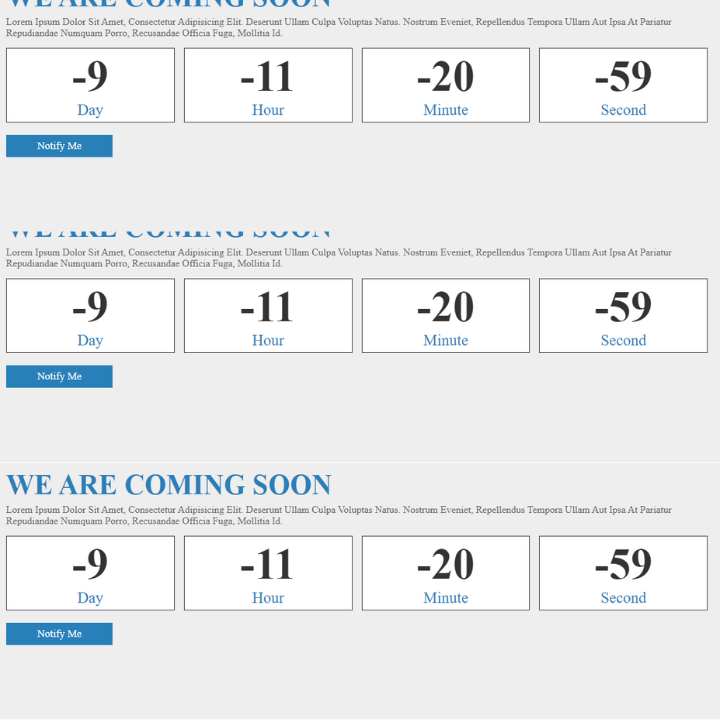 WE ARE COMING SOON
Lorem Ipsum Dolor Sit Amet, Consectetur Adipisicing Elit. Deserunt Ullam Culpa Voluptas Natus. Nostrum Eveniet, Repellendus Tempora Ullam Aut Ipsa At Pariatur
Repudiandae Numquam Porro, Recusandae Officia Fuga, Mollitia Id.
-9 -11 -20 -59
Day Hour Minute Second
Notify Me
WE ARE COMING SOON
Lorem Ipsum Dolor Sit Amet, Consectetur Adipisicing Elit. Deserunt Ullam Culpa Voluptas Natus. Nostrum Eveniet, Repellendus Tempora Ullam Aut Ipsa At Pariatur
Repudiandae Numquam Porro, Recusandae Officia Fuga, Mollitia Id.
-9 -11 -20 -59
Day Hour Minute Second
Notify Me
WE ARE COMING SOON
Lorem Ipsum Dolor Sit Amet, Consectetur Adipisicing Elit. Deserunt Ullam Culpa Voluptas Natus. Nostrum Eveniet, Repellendus Tempora Ullam Aut Ipsa At Pariatur
Repudiandae Numquam Porro, Recusandae Officia Fuga, Mollitia Id.
-9 -11 -20 -59
Day Hour Minute Second
Notify Me